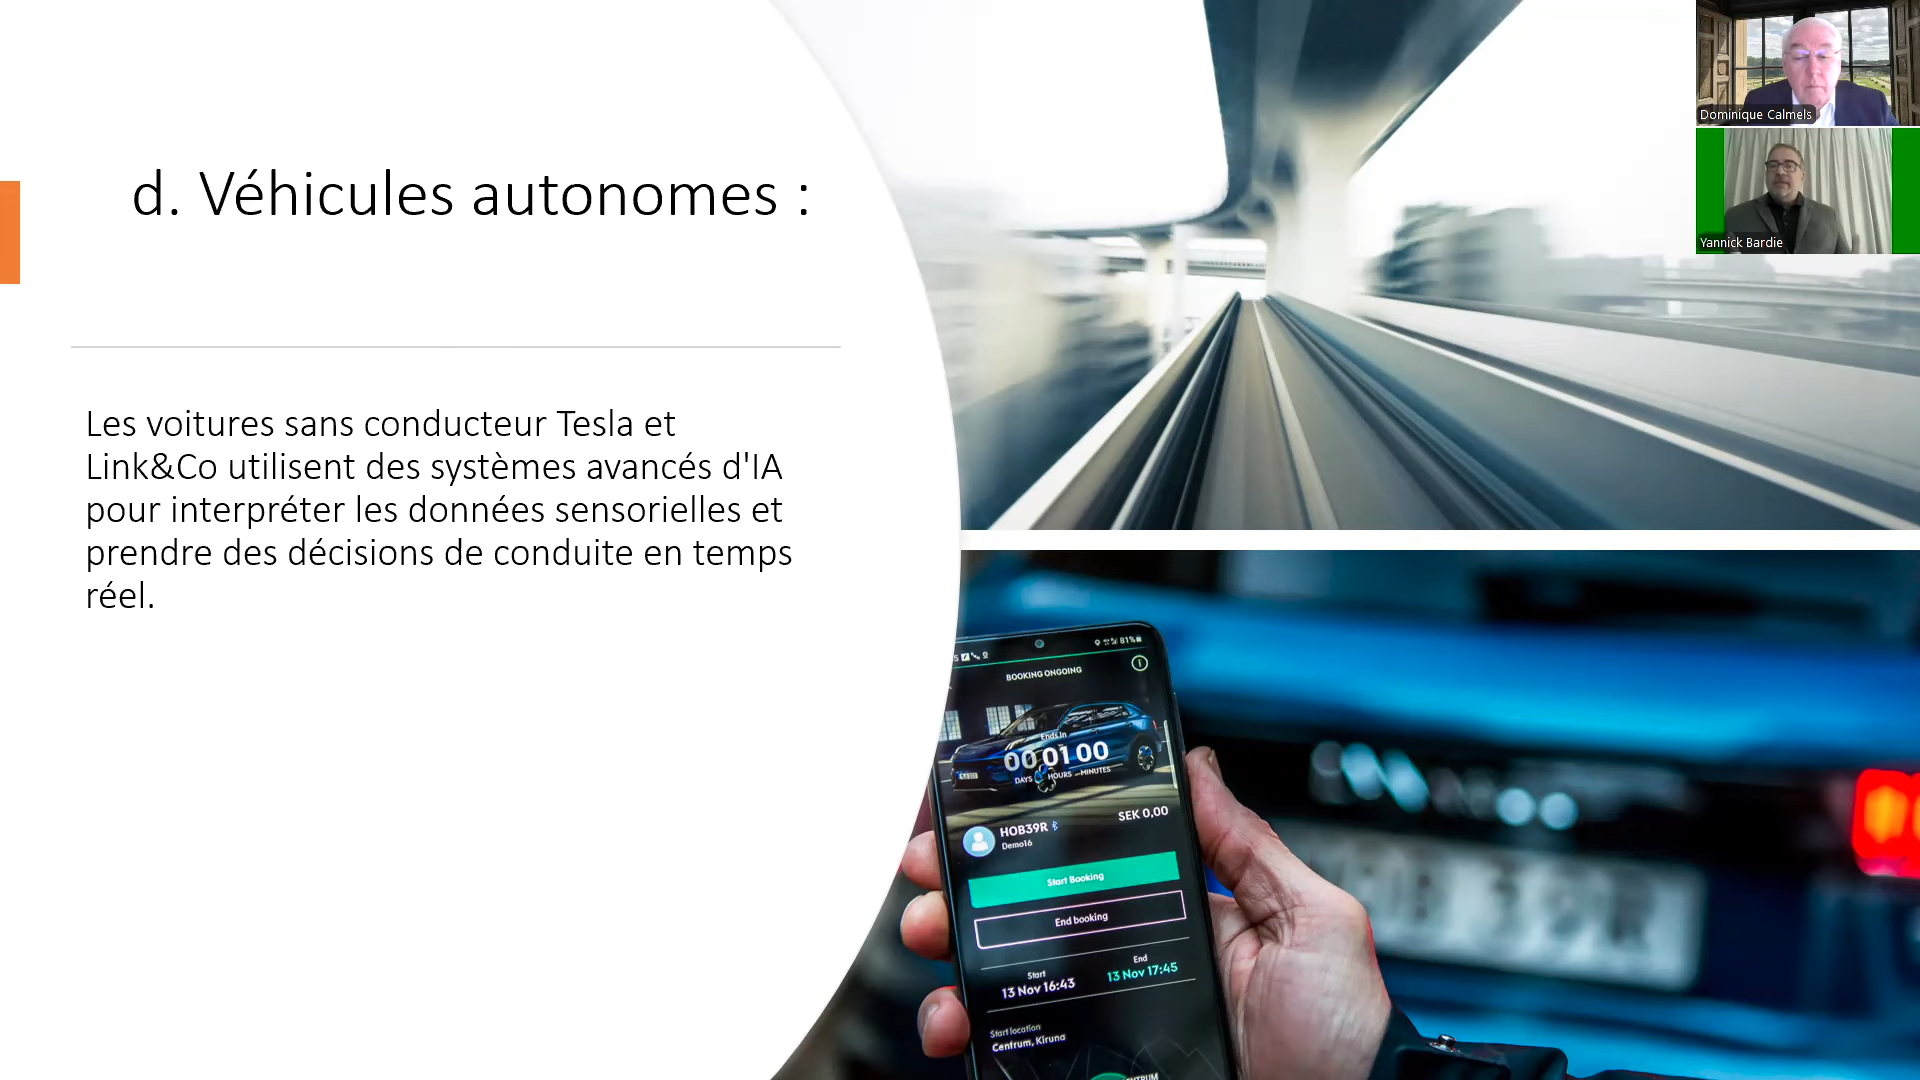 d. Véhicules autonomes :
Les voitures sans conducteur Tesla et
Link&Co utilisent des systèmes avancés d'IA
pour interpréter les données sensorielles et
prendre des décisions de conduite en temps
réel.
Dominique Calmels
Yannick Bardie
81%
BOOKING ONGOING
Ends in
00 01 00
DAYS HOURS MINUTES
HOB39R
SEK 0,00
Demo16
Start Booking
End booking
Start
End
13 Nov 16:43
13 Nov 17:45
Start location
Centrum, Kiruna